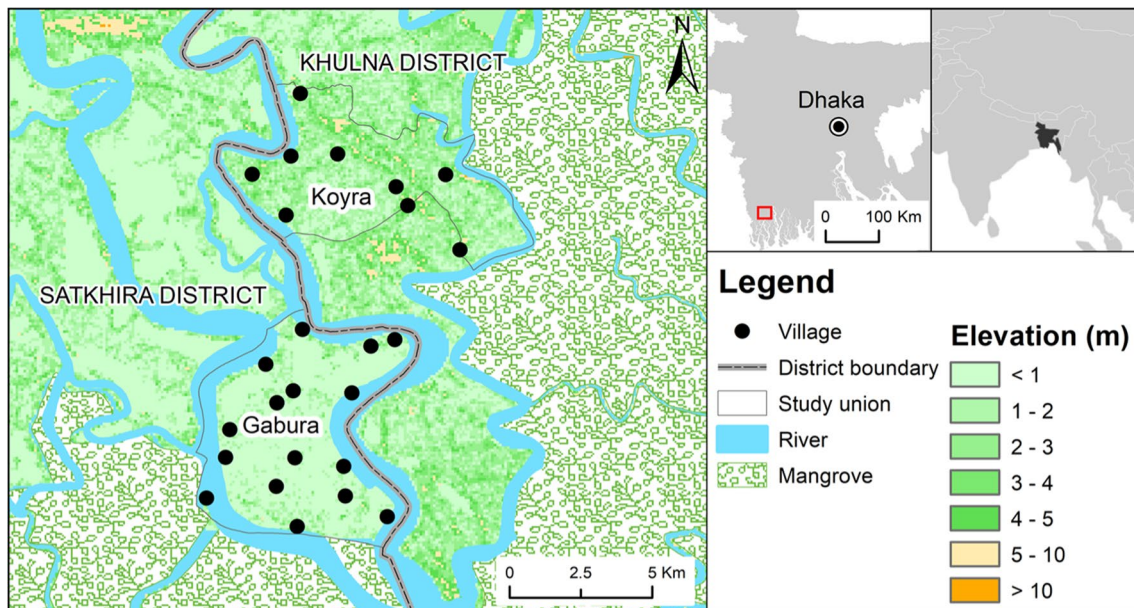 N
KHULNA DISTRICT
Koyra
SATKHIRA DISTRICT
Gabura
0 2.5 5 Km
Dhaka
0 100 Km
Legend
Village
District boundary
Study union
River
Mangrove
Elevation (m)
< 1
1 - 2
2 - 3
3 - 4
4 - 5
5 - 10
> 10